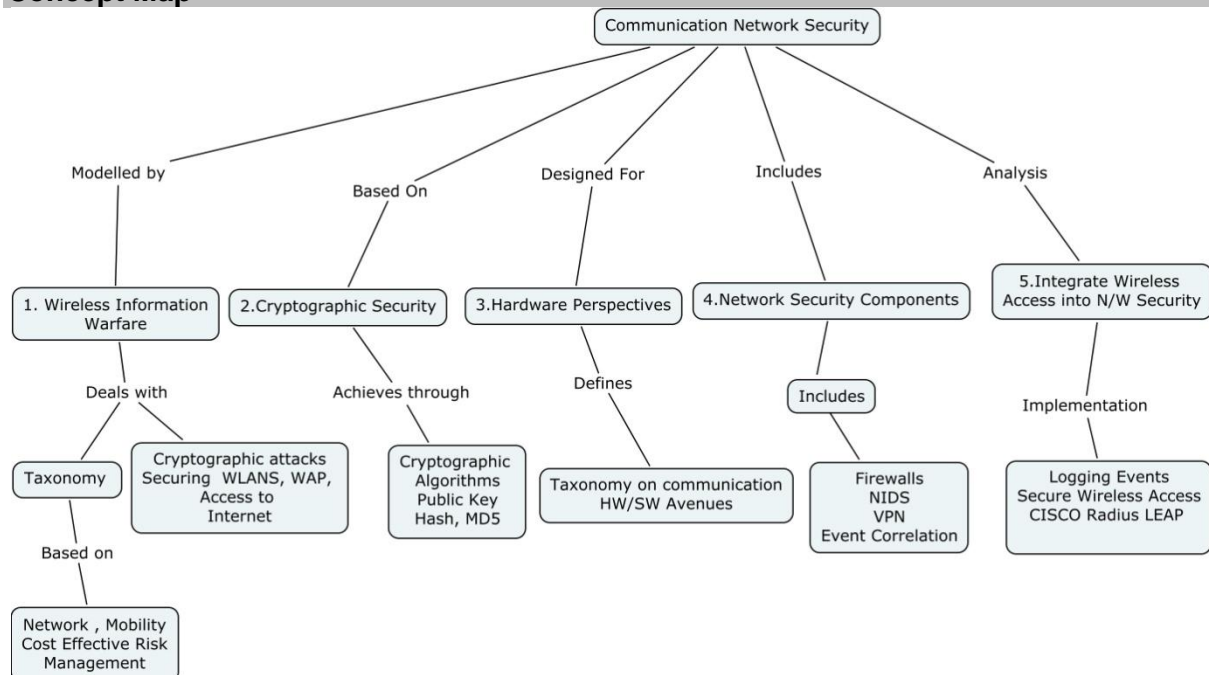 Concept Map
Communication Network Security
Modelled by
Based On
Designed For
Includes
Analysis
1. Wireless Information
Warfare
2.Cryptographic Security
3.Hardware Perspectives
4.Network Security Components
5.Integrate Wireless
Access into N/W Security
Deals with
Achieves through
Defines
Includes
Implementation
Taxonomy
Cryptographic attacks
Securing WLANS, WAP,
Access to
Internet
Cryptographic
Algorithms
Public Key
Hash, MD5
Taxonomy on communication
HW/SW Avenues
Firewalls
NIDS
VPN
Event Correlation
Logging Events
Secure Wireless Access
CISCO Radius LEAP
Based on
Network , Mobility
Cost Effective Risk
Management